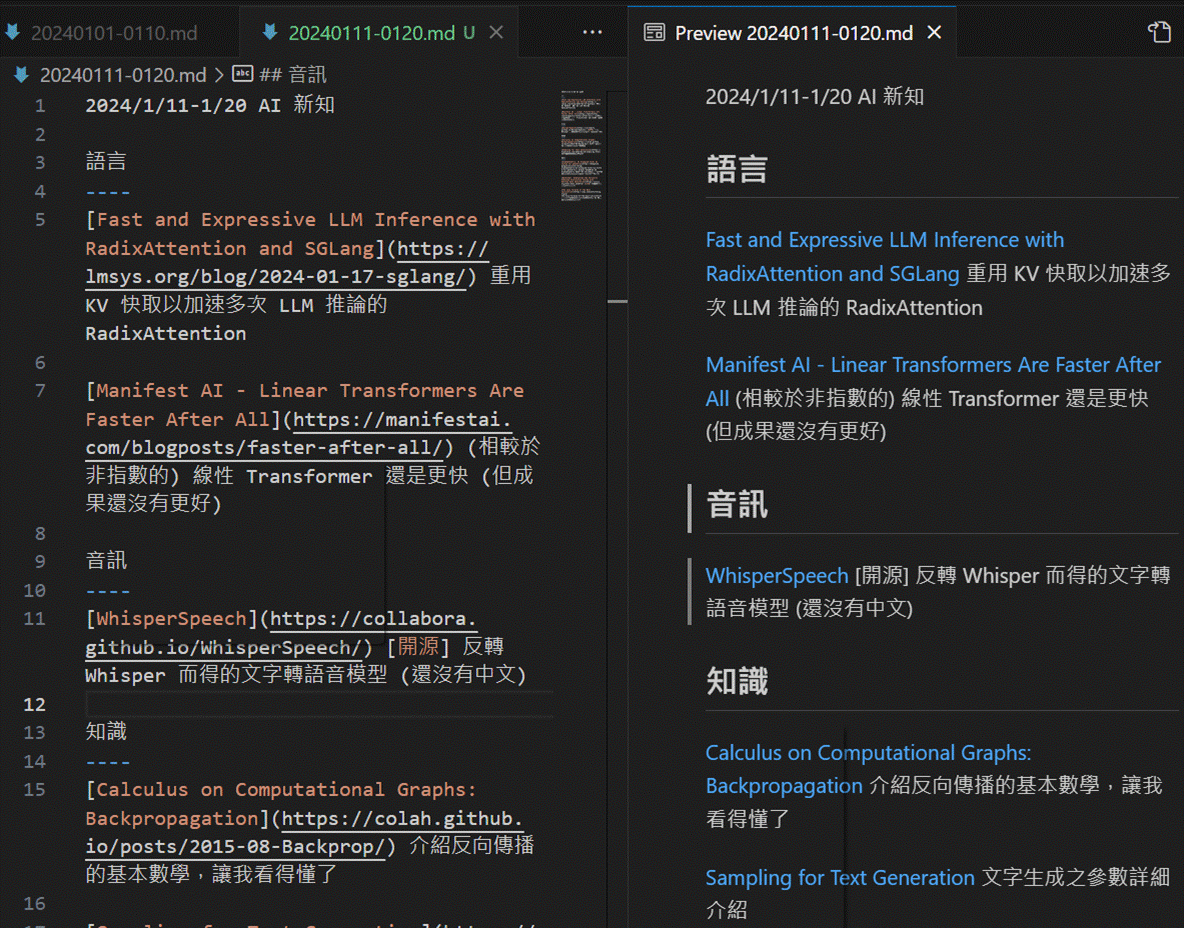 20240101-0110.md
20240111-0120.md U
Preview 20240111-0120.md
20240111-0120.md > abc ## 音訊
1 2024/1/11-1/20 AI 新知
2
3 語言
4 ----
5 [Fast and Expressive LLM Inference with
RadixAttention and SGLang](https://
lmsys.org/blog/2024-01-17-sglang/) 重用
KV 快取以加速多次 LLM 推論的
RadixAttention
6
7 [Manifest AI - Linear Transformers Are
Faster After All](https://manifestai.
com/blogposts/faster-after-all/) (相較於
非指數的) 線性 Transformer 還是更快 (但成
果還沒有更好)
8
9 音訊
10 ----
11 [WhisperSpeech](https://collabora.
github.io/WhisperSpeech/) [開源] 反轉
Whisper 而得的文字轉語音模型 (還沒有中文)
12
13 知識
14 ----
15 [Calculus on Computational Graphs:
Backpropagation](https://colah.github.
io/posts/2015-08-Backprop/) 介紹反向傳播
的基本數學，讓我看得懂了
16
2024/1/11-1/20 AI 新知
語言
Fast and Expressive LLM Inference with
RadixAttention and SGLang 重用 KV 快取以加速多
次 LLM 推論的 RadixAttention
Manifest AI - Linear Transformers Are Faster After
All (相較於非指數的) 線性 Transformer 還是更快
(但成果還沒有更好)
音訊
WhisperSpeech [開源] 反轉 Whisper 而得的文字轉
語音模型 (還沒有中文)
知識
Calculus on Computational Graphs:
Backpropagation 介紹反向傳播的基本數學，讓我
看得懂了
Sampling for Text Generation 文字生成之參數詳細
介紹